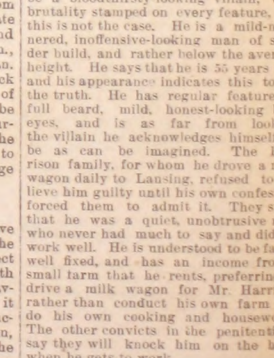 brutality stamped on every feature,
this is not the case. He is a mild-m
nered, inoffensive-looking man of s
der build, and rather below the aver
height. He says that he is 55 years
and his appearance indicates this to
the truth. He has regular feature
full beard, mild, honest-looking
eyes, and is as far from look
the villain he acknowledges himsel
be as can be imagined. The
rison family, for whom he drove a
wagon daily to Lansing, refused to
lieve him guilty until his own confes
forced them to admit it. They s
that he was a quiet, unobtrusive
who never had much to say and did
work well. He is understood to be fa
well fixed, and has an income fro
small farm that he rents, preferrin
drive a milk wagon for Mr. Harr
rather than conduct his own farm
do his own cooking and housew
The other convicts in the penitent
say they will knock him on the
when he gets to work